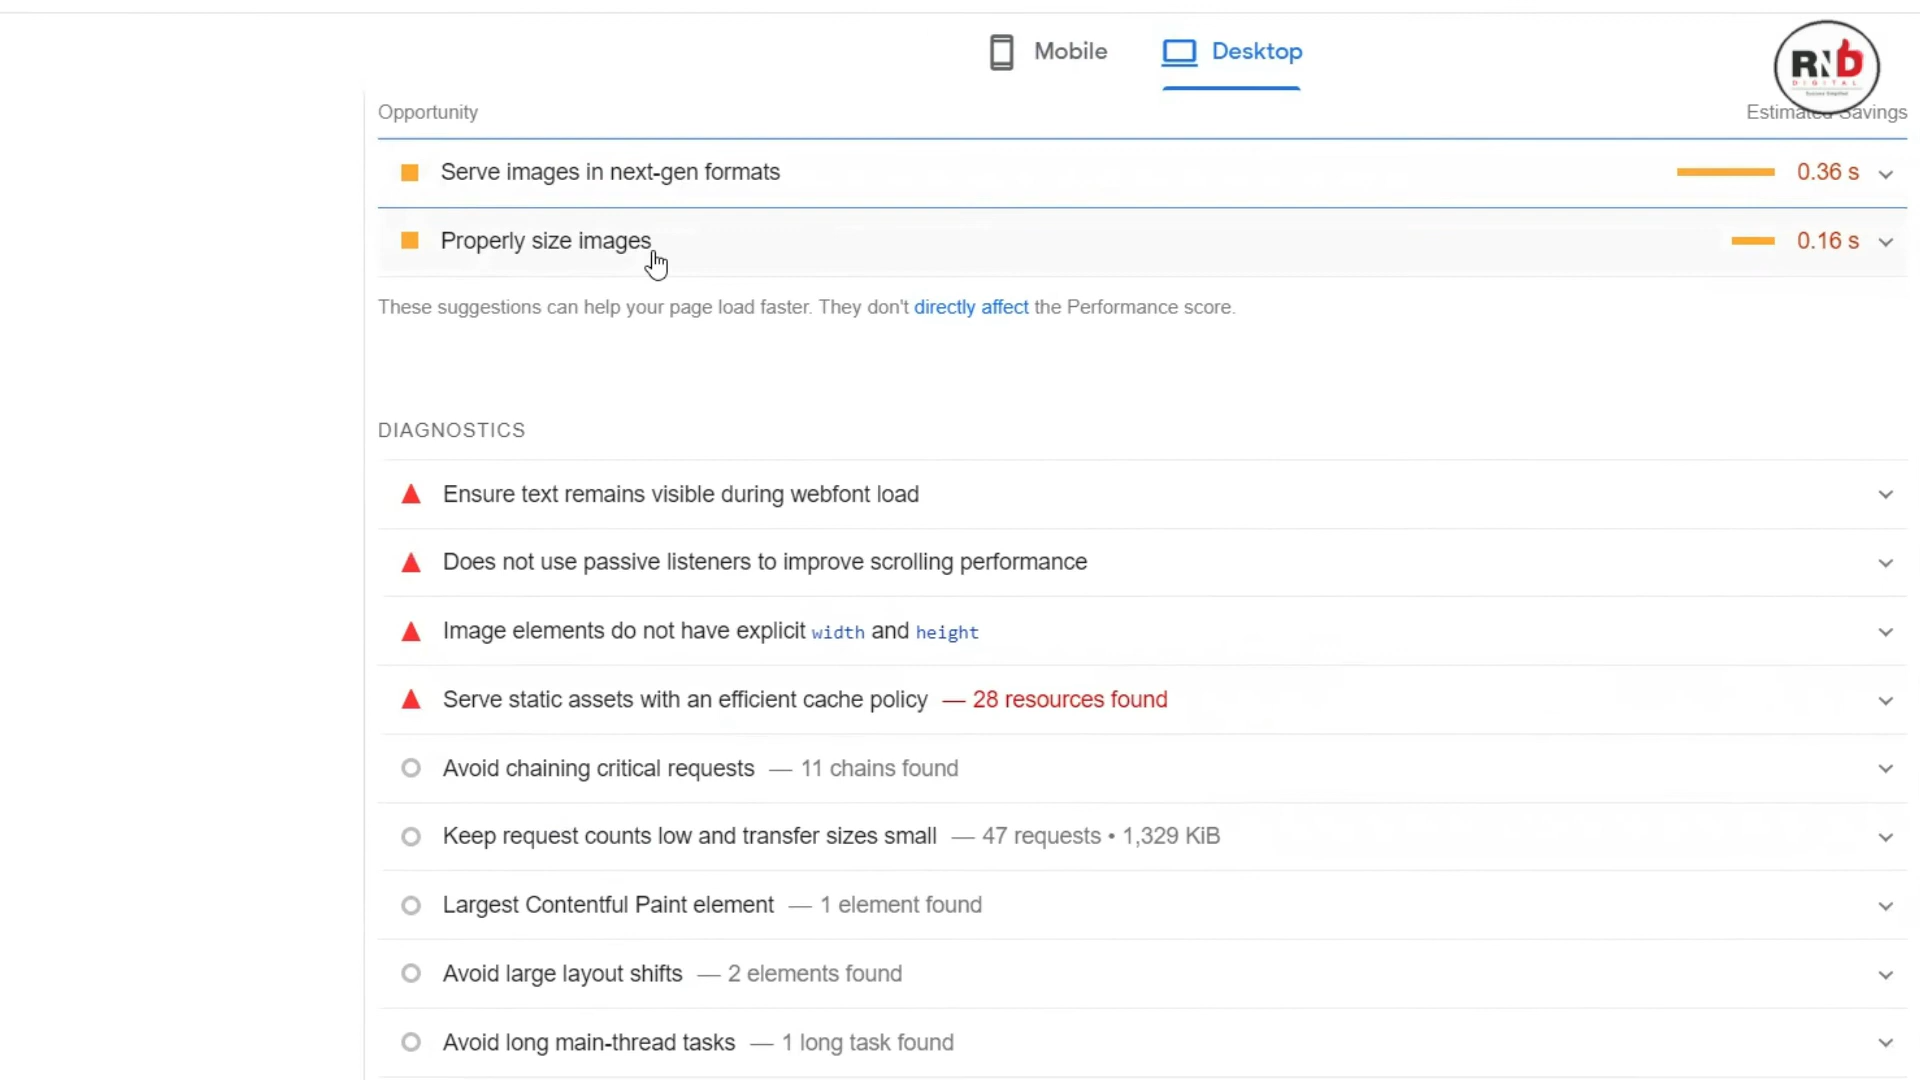 Mobile
Desktop
RND
DIGITAL
Opportunity
Estimated Savings
Serve images in next-gen formats
0.36 s
Properly size images
0.16 s
These suggestions can help your page load faster. They don't directly affect the Performance score.
DIAGNOSTICS
Ensure text remains visible during webfont load
Does not use passive listeners to improve scrolling performance
Image elements do not have explicit width and height
Serve static assets with an efficient cache policy — 28 resources found
Avoid chaining critical requests — 11 chains found
Keep request counts low and transfer sizes small — 47 requests • 1,329 KiB
Largest Contentful Paint element — 1 element found
Avoid large layout shifts — 2 elements found
Avoid long main-thread tasks — 1 long task found